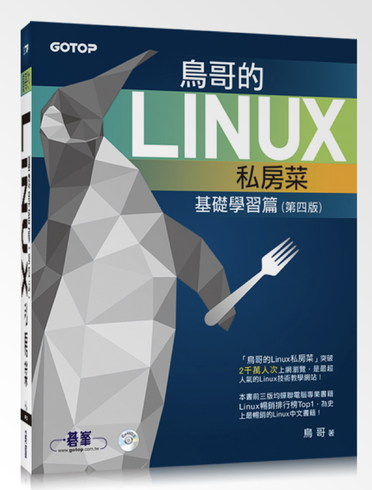 GOTOP
鳥哥的
LINUX
私房菜
基礎學習篇(第四版)
「鳥哥的Linux私房菜」突破
2千萬人次上網瀏覽,是最超
人氣的Linux技術教學網站!
本書前三版均蟬聯電腦專業書籍
Linux暢銷排行榜Top1,為史
上最暢銷的Linux中文書籍!
鳥哥 著
碁峯
www.gotop.com.tw
LINUX